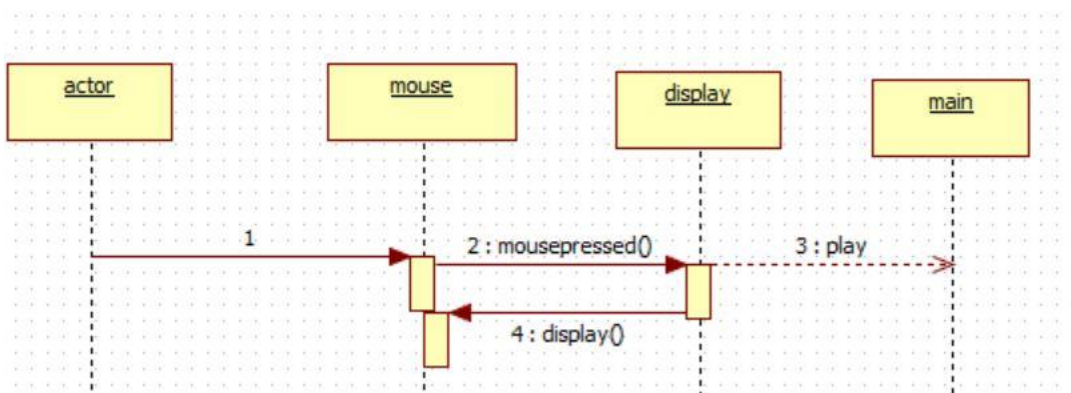 actor
mouse
display
main
1
2 : mousepressed()
3 : play
4 : display()